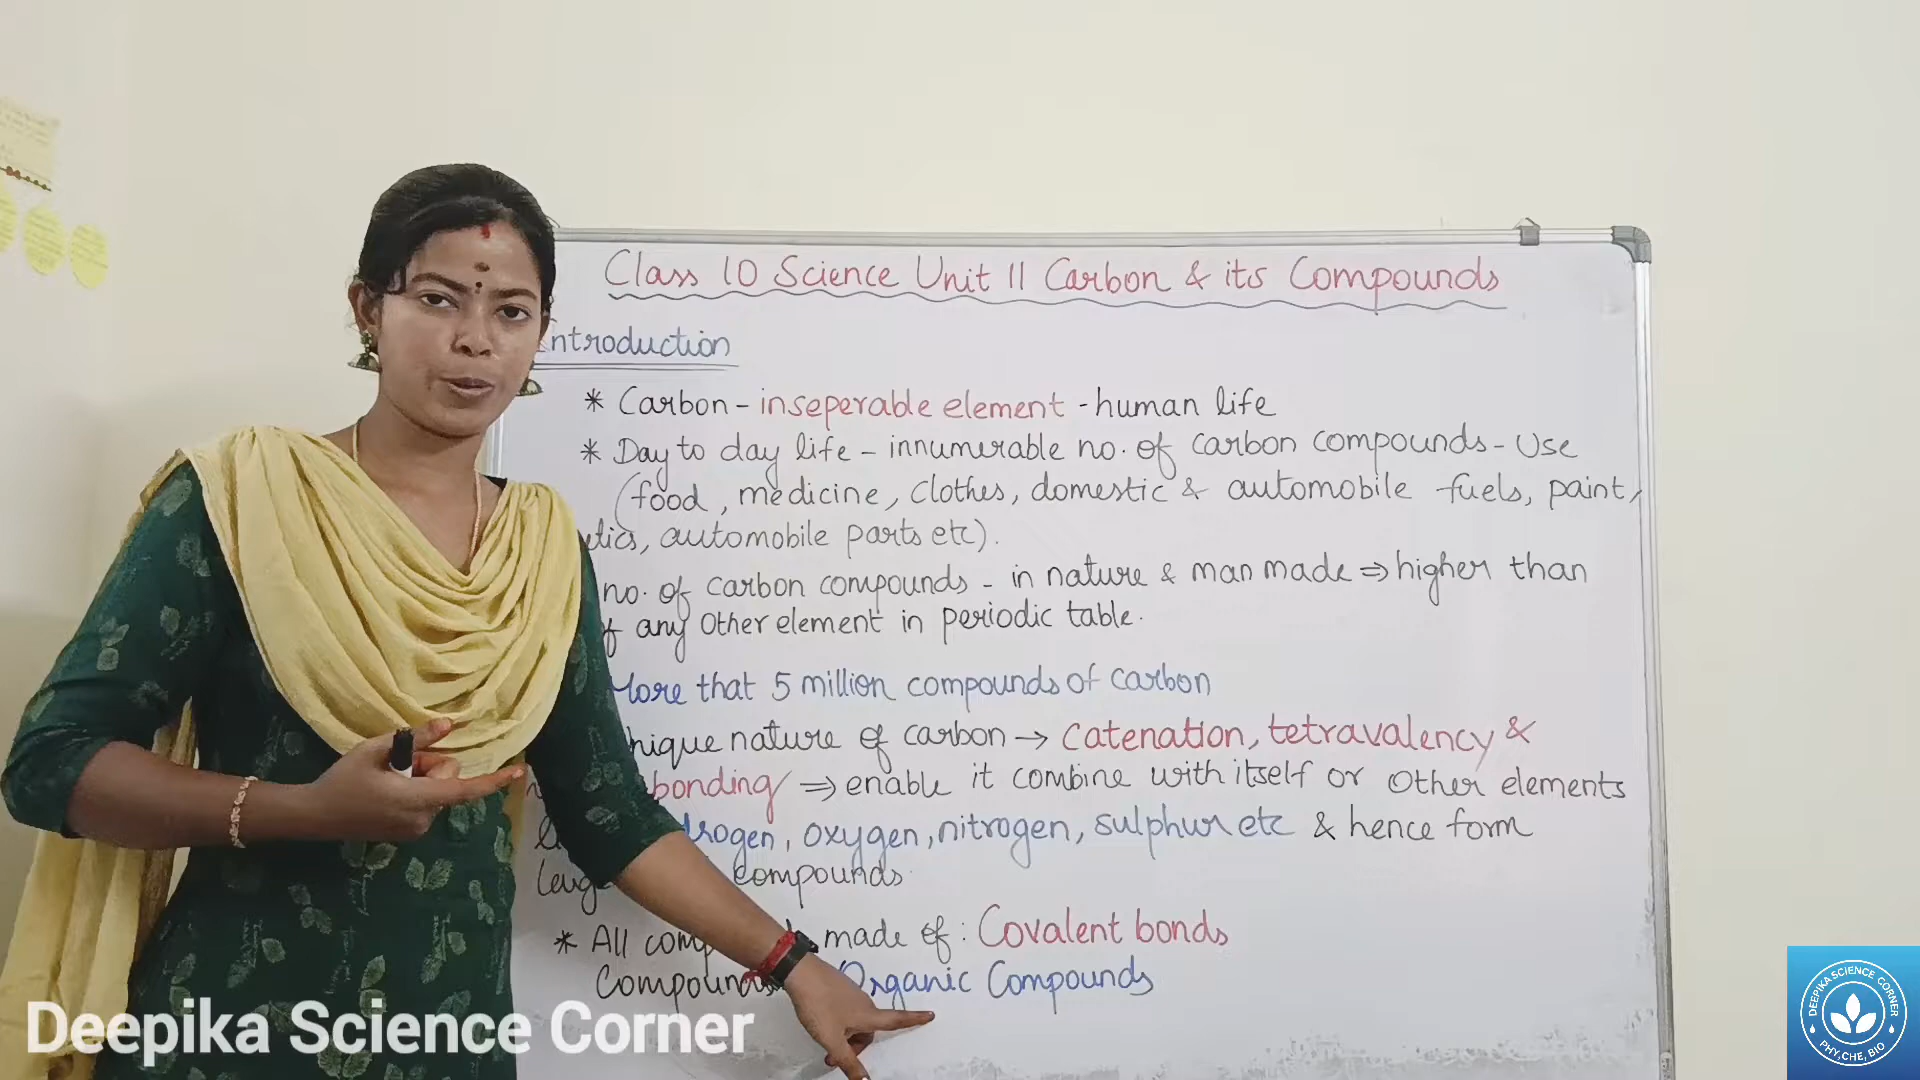 Class 10 Science Unit 11 Carbon & its Compounds
Introduction
* Carbon - inseperable element - human life
* Day to day life - innumerable no. of carbon compounds - Use
(food, medicine, clothes, domestic & automobile fuels, paint,
automobile parts etc).
no. of carbon compounds - in nature & man made ⇒ higher than
any Other element in periodic table.
More that 5 million compounds of carbon
nique nature of carbon → catenation, tetravalency &
bonding ⇒ enable it combine with itself or other elements
drogen, oxygen, nitrogen, sulphur etc & hence form
compounds
* All comp made of : Covalent bonds
Compounds Organic Compounds
Deepika Science Corner
DEEPIKA SCIENCE CORNER
PHY, CHE, BIO